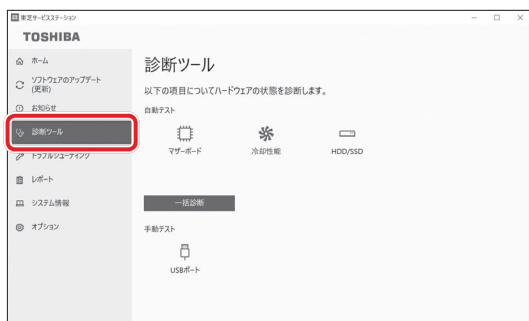 東芝サービスステーション
TOSHIBA
ホーム
ソフトウェアのアップデート
(更新)
お知らせ
診断ツール
トラブルシューティング
レポート
システム情報
オプション
診断ツール
以下の項目についてハードウェアの状態を診断します。
自動テスト
マザーボード
冷却性能
HDD/SSD
一括診断
手動テスト
USBポート